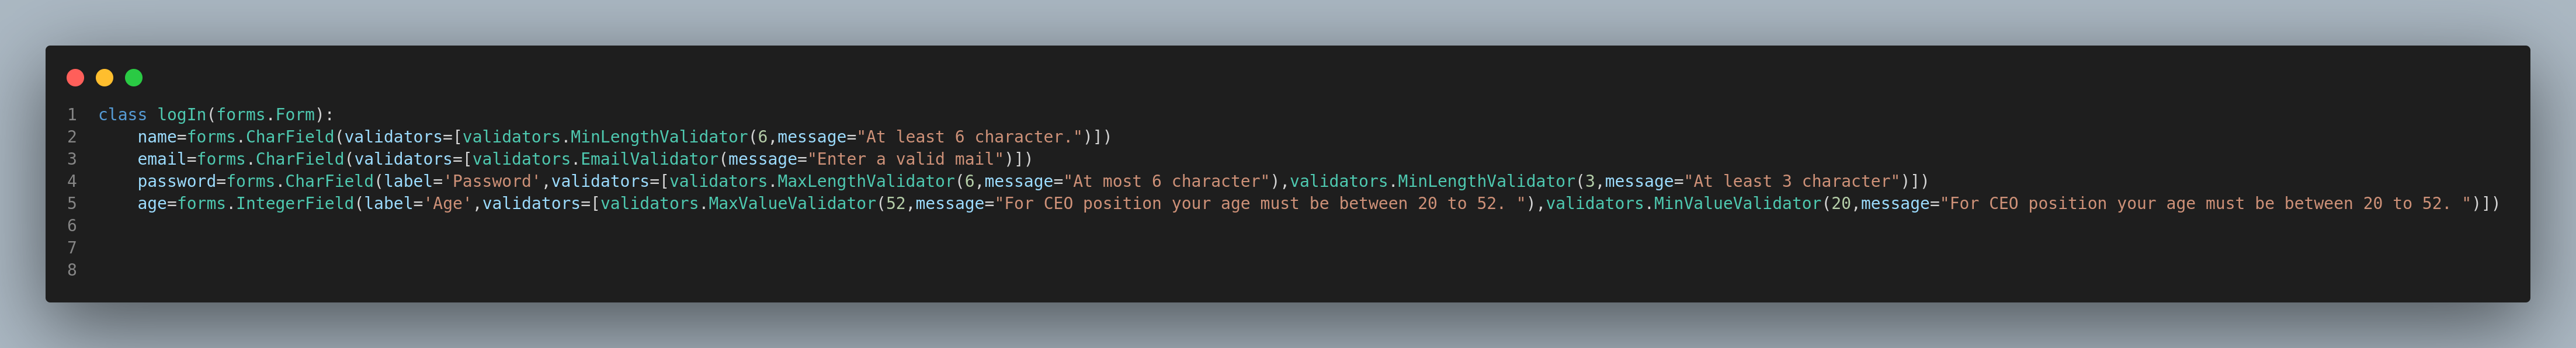 1 class logIn(forms.Form):
2     name=forms.CharField(validators=[validators.MinLengthValidator(6,message="At least 6 character.")])
3     email=forms.CharField(validators=[validators.EmailValidator(message="Enter a valid mail")])
4     password=forms.CharField(label='Password',validators=[validators.MaxLengthValidator(6,message="At most 6 character"),validators.MinLengthValidator(3,message="At least 3 character")])
5     age=forms.IntegerField(label='Age',validators=[validators.MaxValueValidator(52,message="For CEO position your age must be between 20 to 52. "),validators.MinValueValidator(20,message="For CEO position your age must be between 20 to 52. ")])
6
7
8